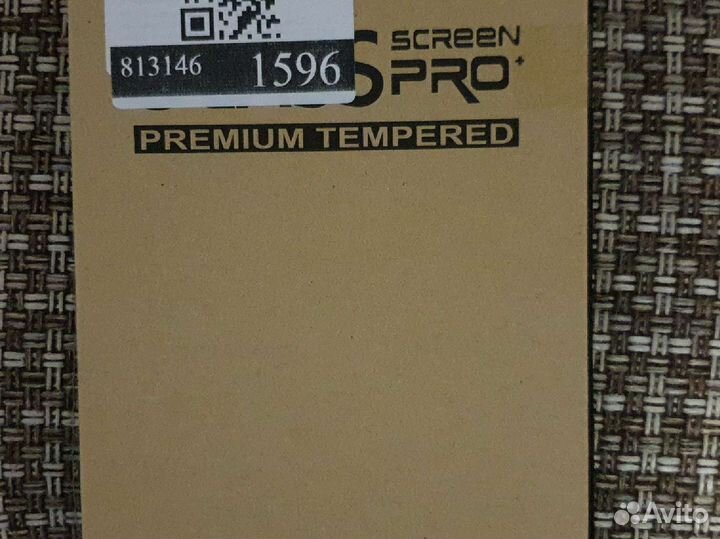 813146 1596
SCREEN
PRO+
PREMIUM TEMPERED
Avito